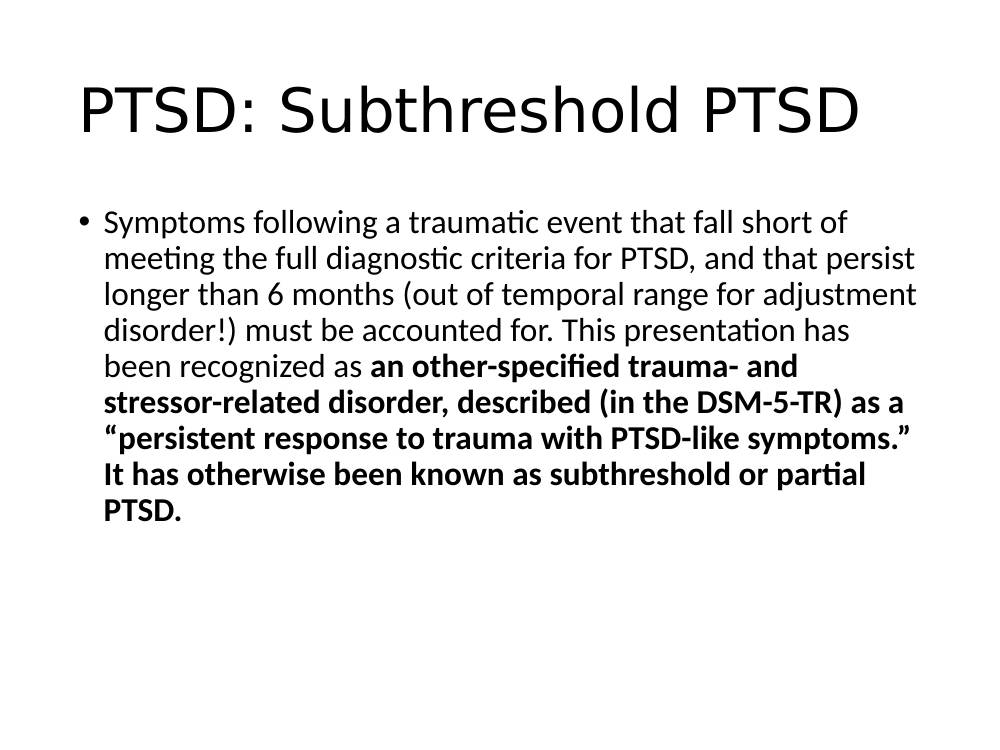 PTSD: Subthreshold PTSD
• Symptoms following a traumatic event that fall short of
meeting the full diagnostic criteria for PTSD, and that persist
longer than 6 months (out of temporal range for adjustment
disorder!) must be accounted for. This presentation has
been recognized as an other-specified trauma- and
stressor-related disorder, described (in the DSM-5-TR) as a
“persistent response to trauma with PTSD-like symptoms.”
It has otherwise been known as subthreshold or partial
PTSD.